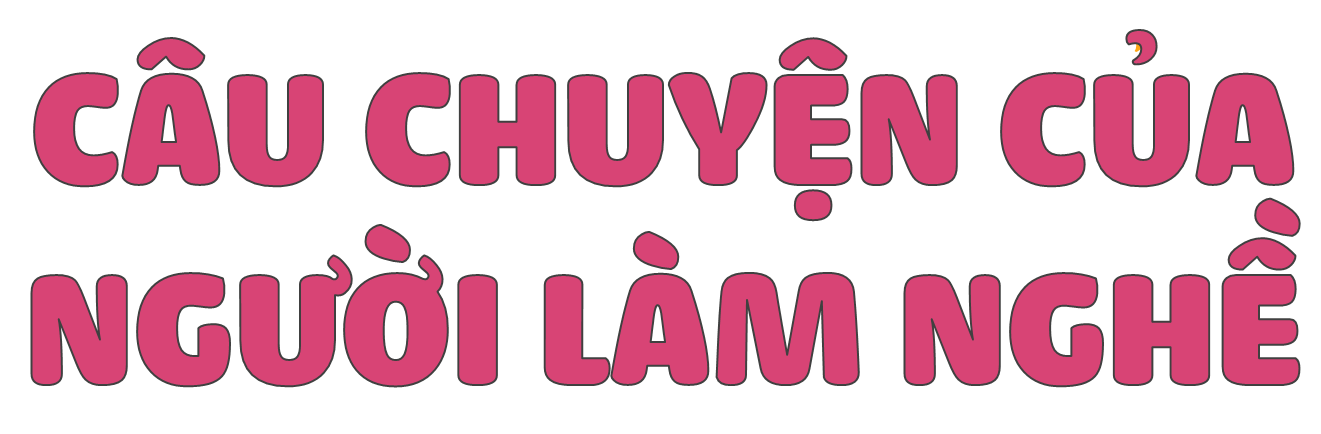 CÂU CHUYỆN CỦA
NGƯỜI LÀM NGHỀ